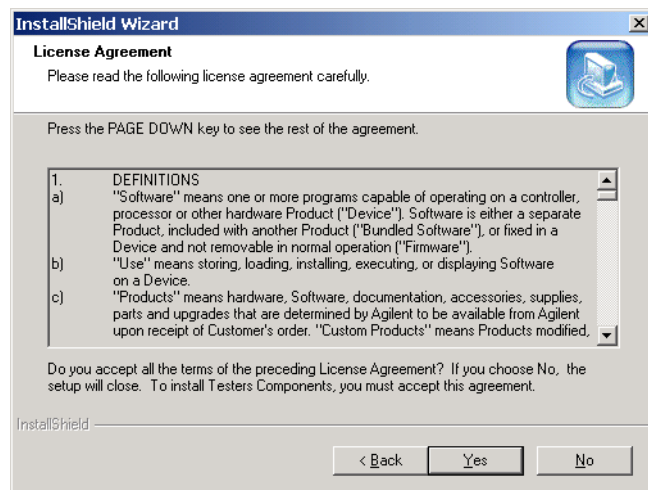 InstallShield Wizard
License Agreement
Please read the following license agreement carefully.
Press the PAGE DOWN key to see the rest of the agreement.
1. DEFINITIONS
a) "Software" means one or more programs capable of operating on a controller,
processor or other hardware Product ("Device"). Software is either a separate
Product, included with another Product ("Bundled Software"), or fixed in a
Device and not removable in normal operation ("Firmware").
b) "Use" means storing, loading, installing, executing, or displaying Software
on a Device.
c) "Products" means hardware, Software, documentation, accessories, supplies,
parts and upgrades that are determined by Agilent to be available from Agilent
upon receipt of Customer's order. "Custom Products" means Products modified,
Do you accept all the terms of the preceding License Agreement? If you choose No, the
setup will close. To install Testers Components, you must accept this agreement.
InstallShield
< Back Yes No